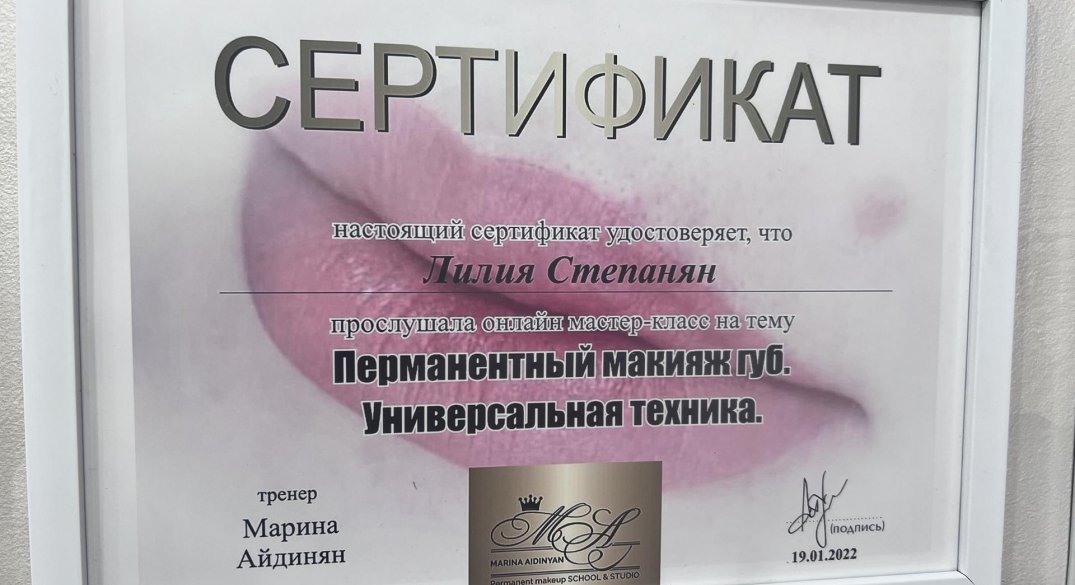 СЕРТИФИКАТ
настоящий сертификат удостоверяет, что
Лилия Степанян
прослушала онлайн мастер-класс на тему
Перманентный макияж губ.
Универсальная техника.
тренер
Марина
Айдинян
MA
MARINA AIDINYAN
Permanent makeup SCHOOL & STUDIO
(подпись)
19.01.2022